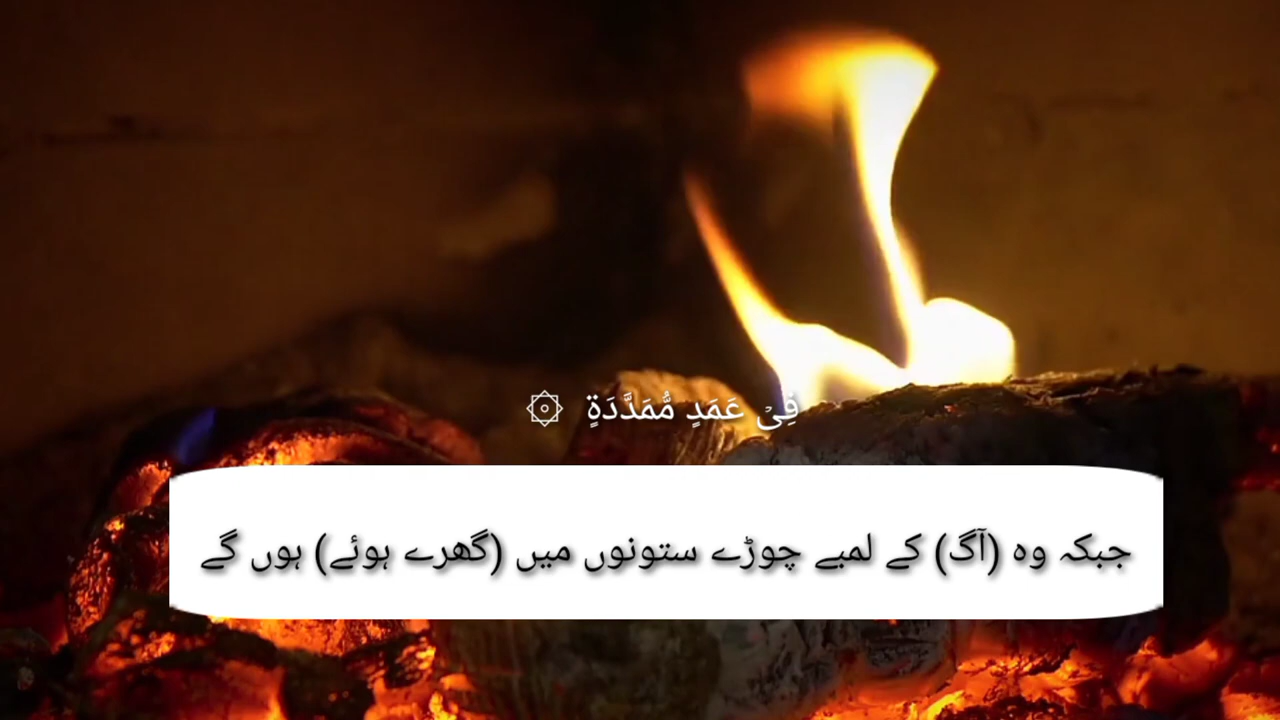 فِىۡ عَمَدٍ مُّمَدَّدَةٍ ۞
جبکہ وہ (آگ) کے لمبے چوڑے ستونوں میں (گھرے ہوئے) ہوں گے